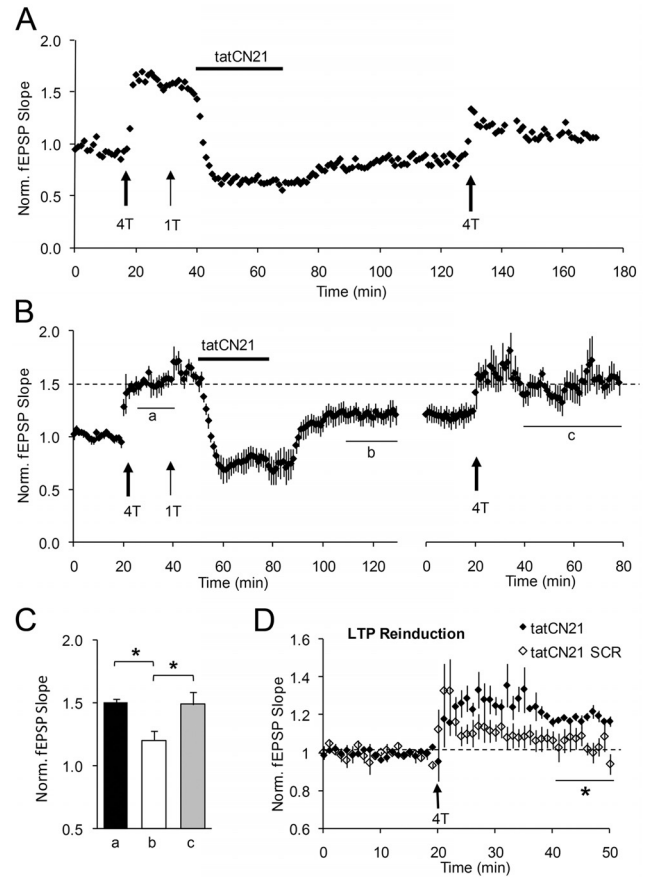 A
tatCN21
Norm. fEPSP Slope
2.0
1.5
1.0
0.5
0.0
4T
1T
4T
0 20 40 60 80 100 120 140 160 180
Time (min)
B
tatCN21
Norm. fEPSP Slope
2.0
1.5
1.0
0.5
0.0
a
b
c
4T
1T
4T
0 20 40 60 80 100 120
0 20 40 60 80
Time (min)
Time (min)
C
Norm. fEPSP Slope
2.0
1.5
1.0
0.5
* *
a b c
D
LTP Reinduction
tatCN21
tatCN21 SCR
Norm. fEPSP Slope
1.6
1.4
1.2
1.0
0.8
0.6
4T
*
0 10 20 30 40 50
Time (min)